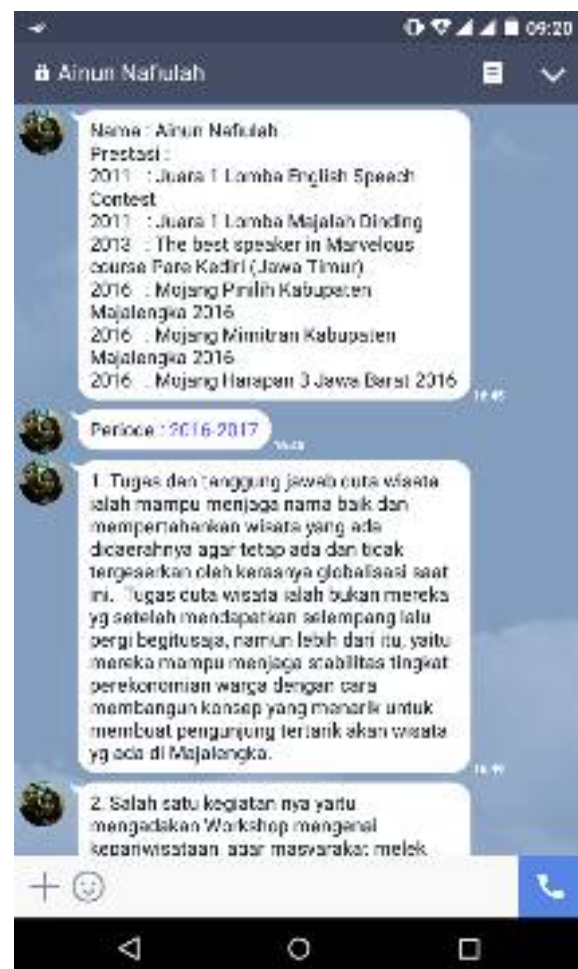 09:20
Ainun Nafiulah
Name : Ainun Nafiulah
Prestasi :
2011 : Juara 1 Lomba English Speech
Contest
2011 : Juara 1 Lomba Majalah Dinding
2013 : The best speaker in Marvelous
course Pare Kediri (Jawa Timur)
2016 : Mojang Pinilih Kabupaten
Majalengka 2016
2016 : Mojang Mimitran Kabupaten
Majalengka 2016
2016 : Mojang Harapan 3 Jawa Barat 2016
Periode : 2016-2017
1. Tugas dan tanggung jawab duta wisata
ialah mampu menjaga nama baik dan
mempertahankan wisata yang ada
didaerahnya agar tetap ada dan tidak
tergeserkan oleh kerasnya globalisasi saat
ini. Tugas duta wisata ialah bukan mereka
yg setelah mendapatkan selempang lalu
pergi begitusaja, namun lebih dari itu, yaitu
mereka mampu menjaga stabilitas tingkat
perekonomian warga dengan cara
membangun konsep yang menarik untuk
membuat pengunjung tertarik akan wisata
yg ada di Majalengka.
2. Salah satu kegiatan nya yaitu
mengadakan Workshop mengenai
kepariwisataan agar masyarakat melek